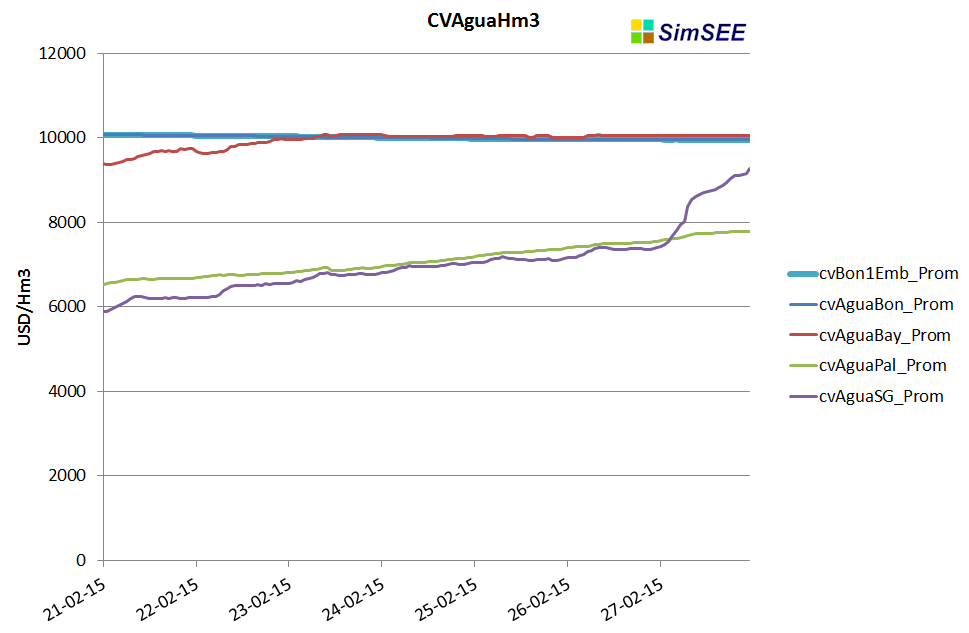 CVAguaHm3
SimSEE
USD/Hm3
12000
10000
8000
6000
4000
2000
0
21-02-15
22-02-15
23-02-15
24-02-15
25-02-15
26-02-15
27-02-15
cvBon1Emb_Prom
cvAguaBon_Prom
cvAguaBay_Prom
cvAguaPal_Prom
cvAguaSG_Prom